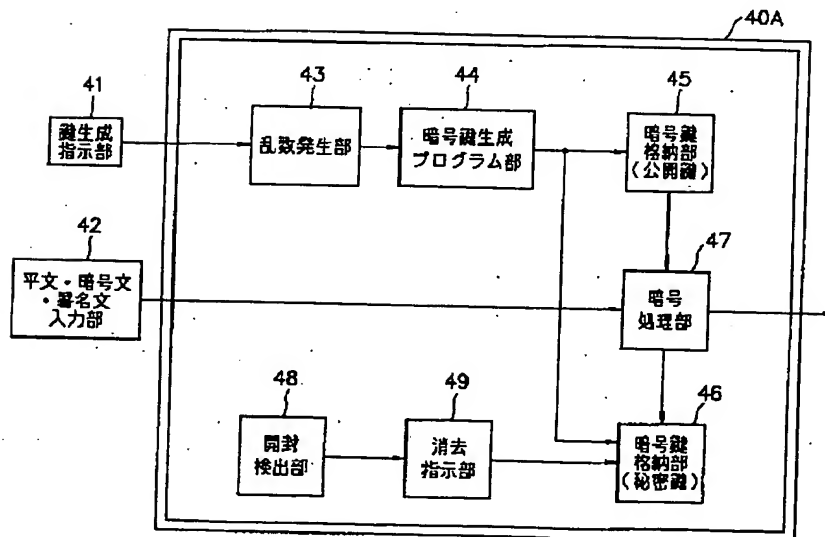 40A
41
鍵生成
指示部
43
乱数発生部
44
暗号鍵生成
プログラム部
45
暗号鍵
格納部
(公開鍵)
42
平文・暗号文
・署名文
入力部
47
暗号
処理部
48
開封
検出部
49
消去
指示部
46
暗号鍵
格納部
(秘密鍵)